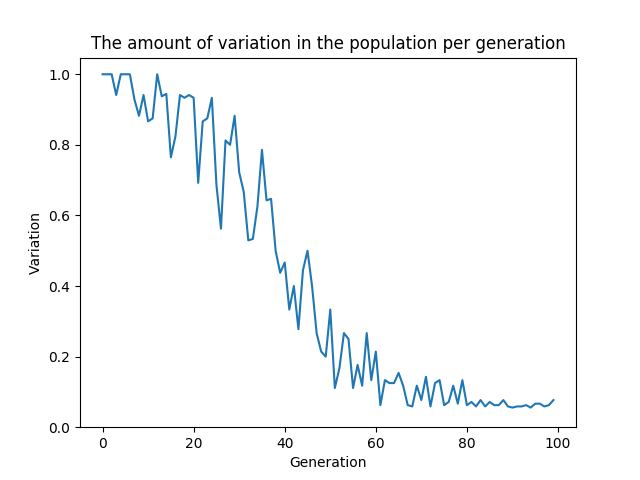 The amount of variation in the population per generation
1.0
0.8
0.6
0.4
0.2
0.0
Variation
0 20 40 60 80 100
Generation